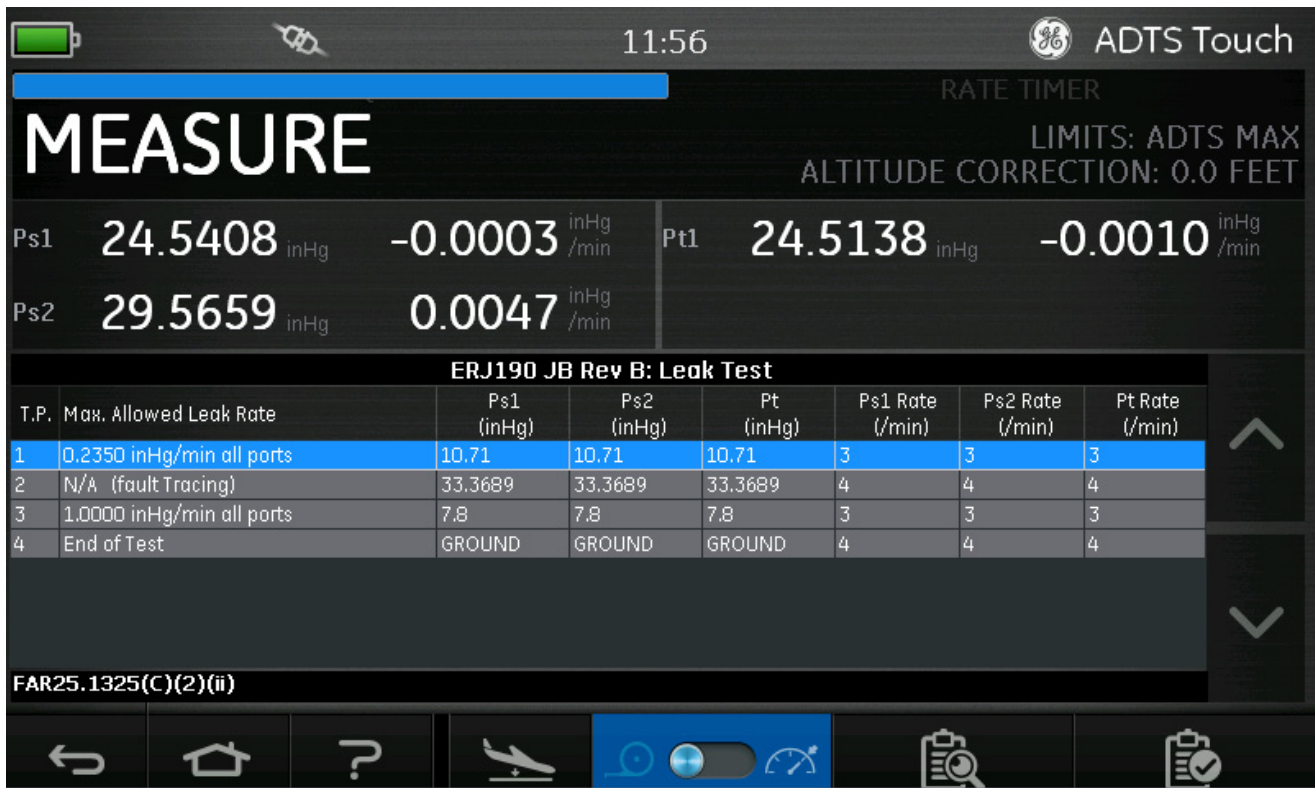 11:56
ADTS Touch
RATE TIMER
MEASURE
LIMITS: ADTS MAX
ALTITUDE CORRECTION: 0.0 FEET
Ps1 24.5408 inHg -0.0003 inHg/min Pt1 24.5138 inHg -0.0010 inHg/min
Ps2 29.5659 inHg 0.0047 inHg/min
ERJ190 JB Rev B: Leak Test
T.P. Max. Allowed Leak Rate Ps1 (inHg) Ps2 (inHg) Pt (inHg) Ps1 Rate (/min) Ps2 Rate (/min) Pt Rate (/min)
1 0.2350 inHg/min all ports 10.71 10.71 10.71 3 3 3
2 N/A (fault Tracing) 33.3689 33.3689 33.3689 4 4 4
3 1.0000 inHg/min all ports 7.8 7.8 7.8 3 3 3
4 End of Test GROUND GROUND GROUND 4 4 4
FAR25.1325(C)(2)(ii)
?